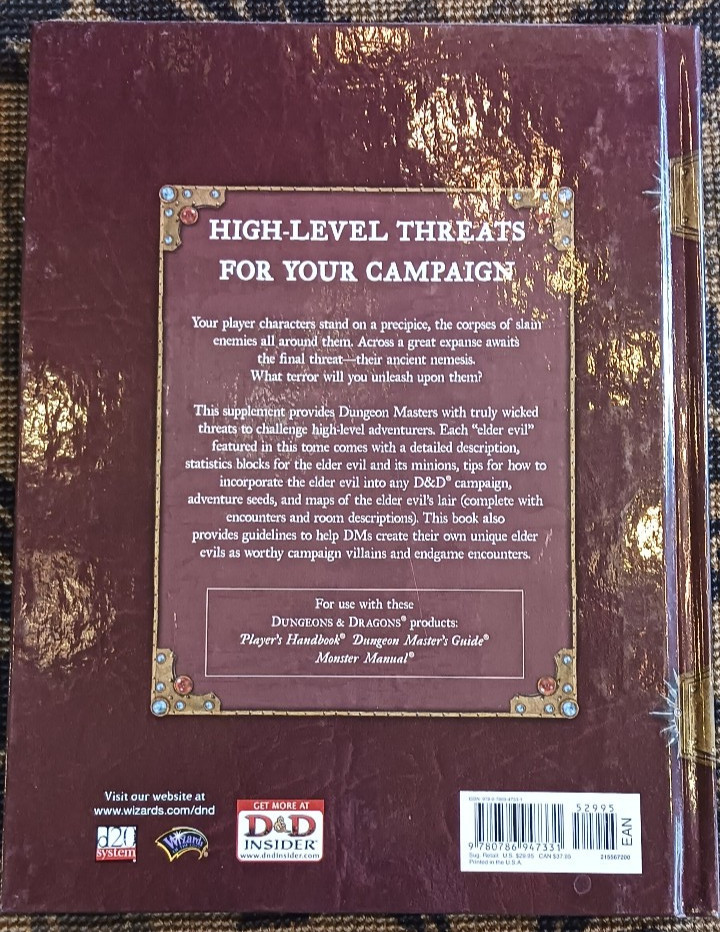 HIGH-LEVEL THREATS
FOR YOUR CAMPAIGN
Your player characters stand on a precipice, the corpses of slain
enemies all around them. Across a great expanse awaits
the final threat—their ancient nemesis.
What terror will you unleash upon them?
This supplement provides Dungeon Masters with truly wicked
threats to challenge high-level adventurers. Each “elder evil”
featured in this tome comes with a detailed description,
statistics blocks for the elder evil and its minions, tips for how to
incorporate the elder evil into any D&D® campaign,
adventure seeds, and maps of the elder evil's lair (complete with
encounters and room descriptions). This book also
provides guidelines to help DMs create their own unique elder
evils as worthy campaign villains and endgame encounters.
For use with these
DUNGEONS & DRAGONS® products:
Player's Handbook® Dungeon Master's Guide®
Monster Manual®
Visit our website at
www.wizards.com/dnd
d20
system
Wizards
GET MORE AT
D&D
INSIDER
www.dndinsider.com
52995
EAN
9 780786 947331
Sug. Retail: U.S. $29.95 CAN $37.95
Printed in the U.S.A.
215567200